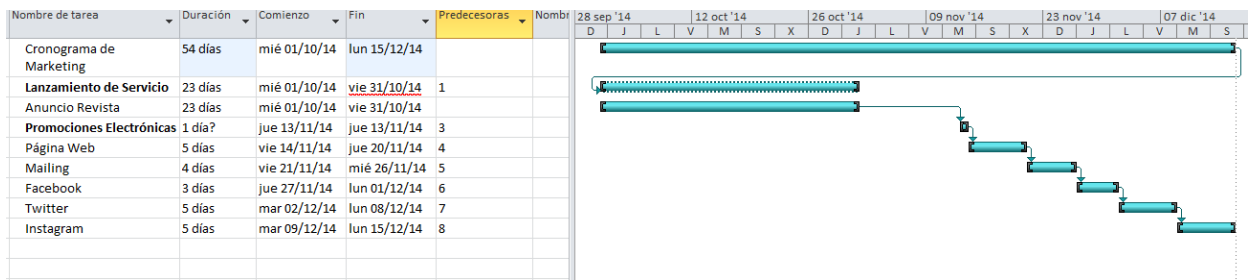 Nombre de tarea Duración Comienzo Fin Predecesoras Nombr 28 sep '14 12 oct '14 26 oct '14 09 nov '14 23 nov '14 07 dic '14
D J L V M S X D J L V M S X D J L V M S
Cronograma de 54 días mié 01/10/14 lun 15/12/14
Marketing
Lanzamiento de Servicio 23 días mié 01/10/14 vie 31/10/14 1
Anuncio Revista 23 días mié 01/10/14 vie 31/10/14
Promociones Electrónicas 1 día? jue 13/11/14 jue 13/11/14 3
Página Web 5 días vie 14/11/14 jue 20/11/14 4
Mailing 4 días vie 21/11/14 mié 26/11/14 5
Facebook 3 días jue 27/11/14 lun 01/12/14 6
Twitter 5 días mar 02/12/14 lun 08/12/14 7
Instagram 5 días mar 09/12/14 lun 15/12/14 8